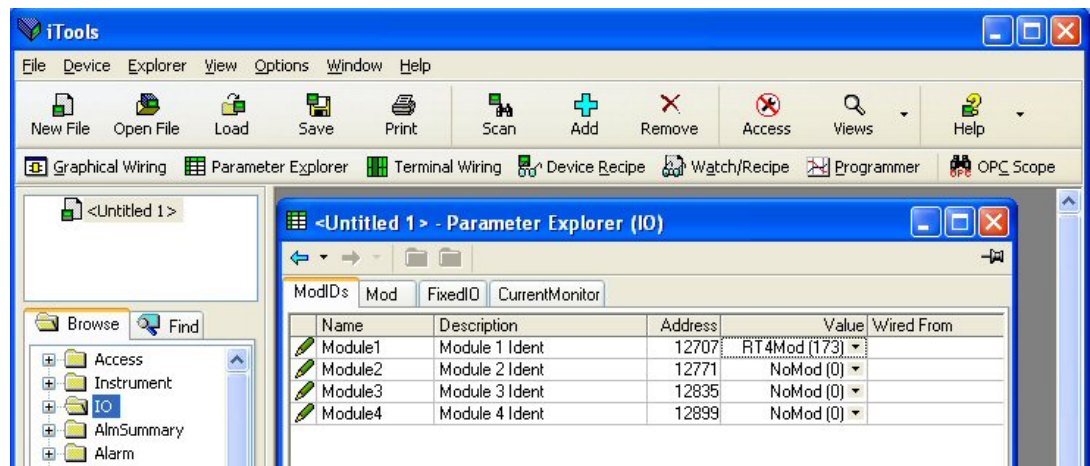 iTools
File Device Explorer View Options Window Help
New File Open File Load Save Print Scan Add Remove Access Views Help
Graphical Wiring Parameter Explorer Terminal Wiring Device Recipe Watch/Recipe Programmer OPC Scope
<Untitled 1>
<Untitled 1> - Parameter Explorer (IO)
ModIDs Mod FixedIO CurrentMonitor
Browse Find
Name Description Address Value Wired From
Module1 Module 1 Ident 12707 RT4Mod (173)
Module2 Module 2 Ident 12771 NoMod (0)
Module3 Module 3 Ident 12835 NoMod (0)
Module4 Module 4 Ident 12899 NoMod (0)
Access
Instrument
IO
AlmSummary
Alarm